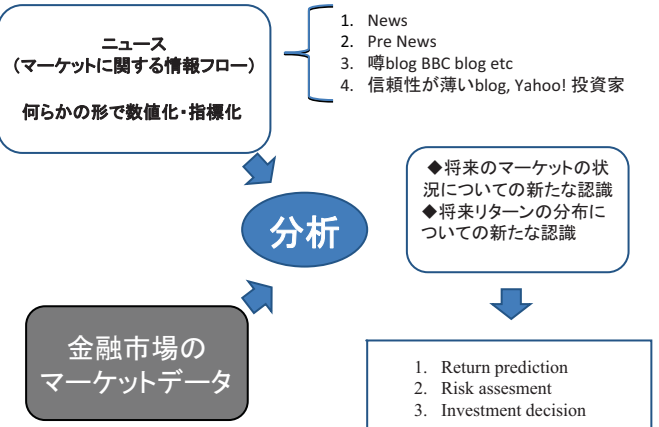 ニュース
(マーケットに関する情報フロー)
何らかの形で数値化・指標化
1. News
2. Pre News
3. 噂blog BBC blog etc
4. 信頼性が薄いblog, Yahoo! 投資家
◆将来のマーケットの状
況についての新たな認識
◆将来リターンの分布に
ついての新たな認識
分析
金融市場の
マーケットデータ
1. Return prediction
2. Risk assesment
3. Investment decision